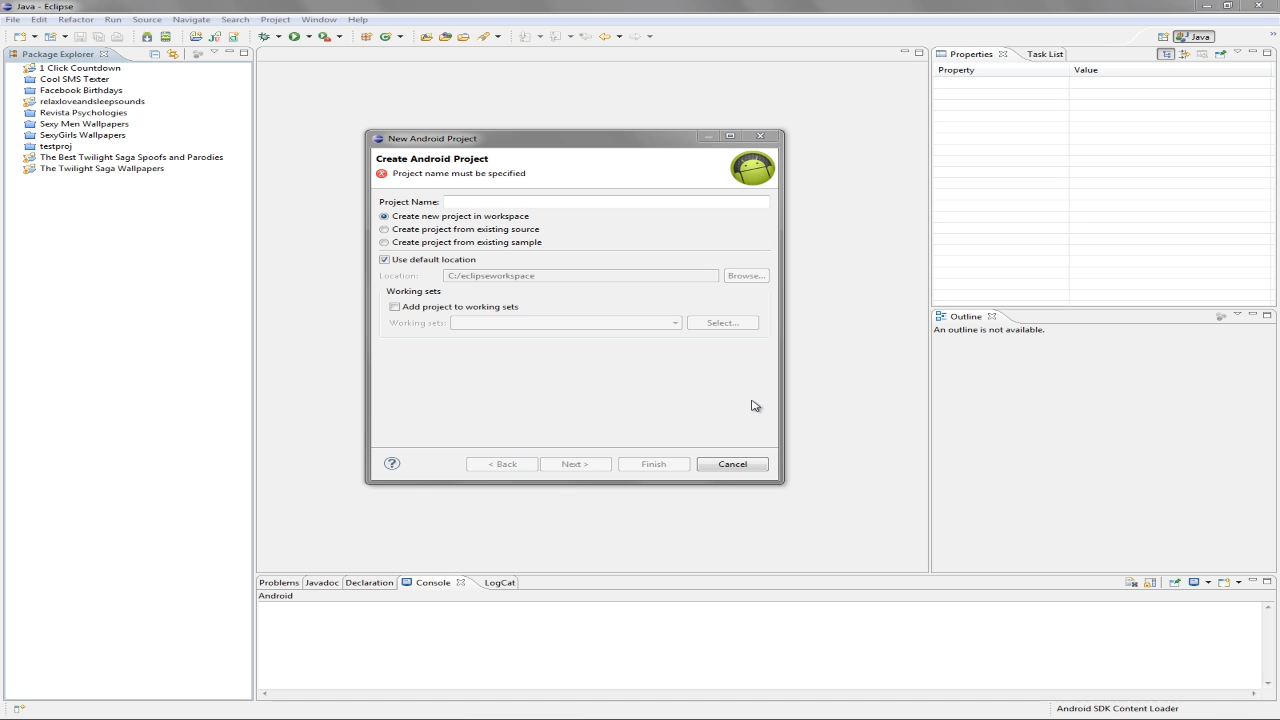 Java - Eclipse
File Edit Refactor Run Source Navigate Search Project Window Help
Java
Package Explorer
1 Click Countdown
Cool SMS Texter
Facebook Birthdays
relaxloveandsleepsounds
Revista Psychologies
Sexy Men Wallpapers
SexyGirls Wallpapers
testproj
The Best Twilight Saga Spoofs and Parodies
The Twilight Saga Wallpapers
New Android Project
Create Android Project
Project name must be specified
Project Name:
Create new project in workspace
Create project from existing source
Create project from existing sample
Use default location
Location: C:/eclipseworkspace Browse...
Working sets
Add project to working sets
Working sets: Select...
< Back Next > Finish Cancel
Properties Task List
Property Value
Outline
An outline is not available.
Problems Javadoc Declaration Console LogCat
Android
Android SDK Content Loader